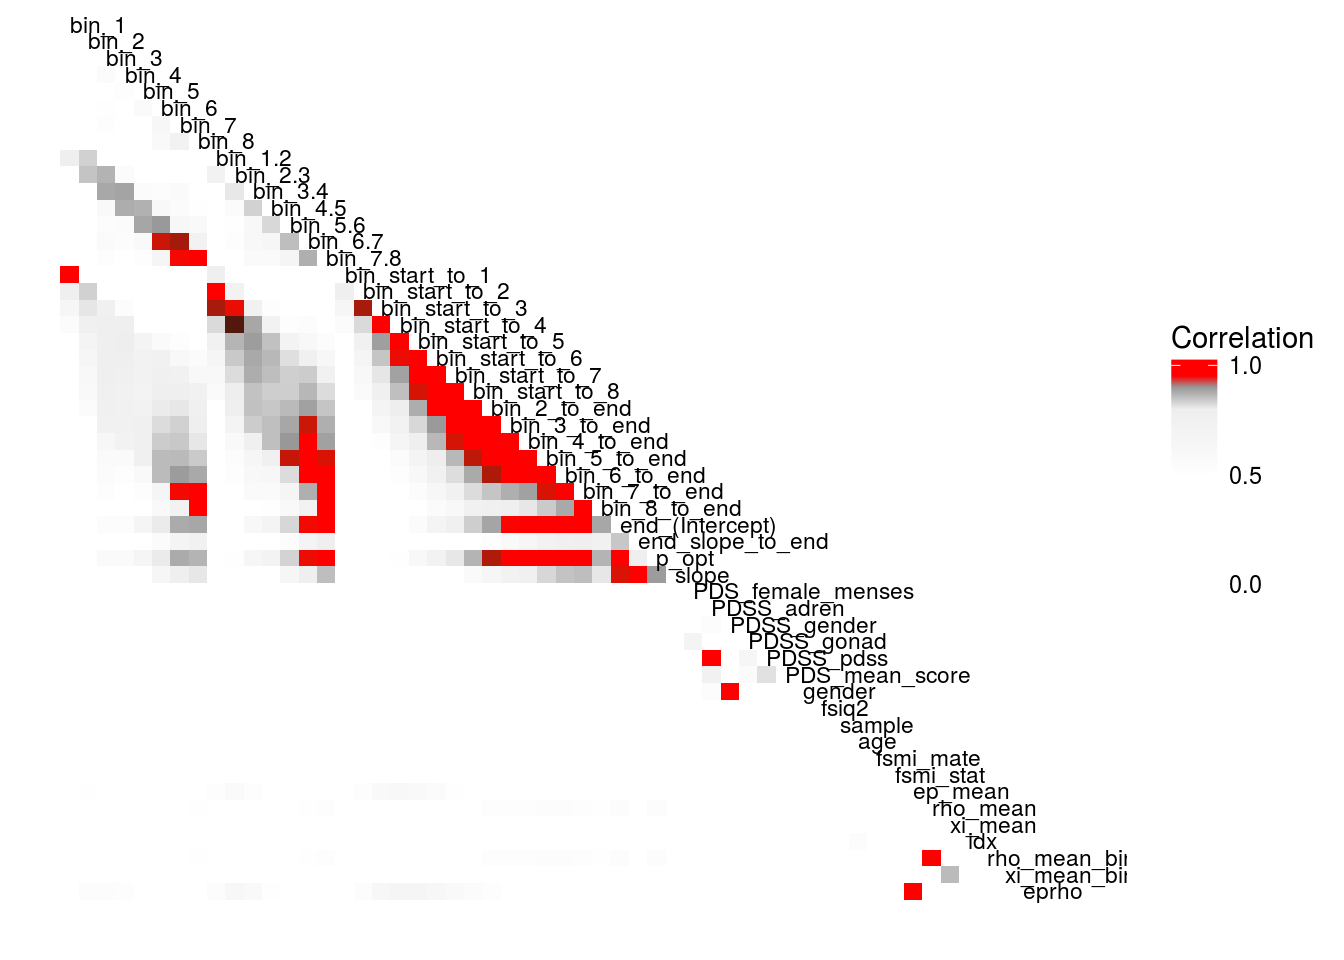 bin_1
bin_2
bin_3
bin_4
bin_5
bin_6
bin_7
bin_8
bin_1.2
bin_2.3
bin_3.4
bin_4.5
bin_5.6
bin_6.7
bin_7.8
bin_start_to_1
bin_start_to_2
bin_start_to_3
bin_start_to_4
bin_start_to_5
bin_start_to_6
bin_start_to_7
bin_start_to_8
bin_2_to_end
bin_3_to_end
bin_4_to_end
bin_5_to_end
bin_6_to_end
bin_7_to_end
bin_8_to_end
end_(Intercept)
end_slope_to_end
p_opt
slope
PDS_female_menses
PDSS_adren
PDSS_gender
PDSS_gonad
PDSS_pdss
PDS_mean_score
gender
fsiq2
sample
age
fsmi_mate
fsmi_stat
ep_mean
rho_mean
xi_mean
idx
rho_mean_bin
xi_mean_bin
eprho
Correlation
1.0
0.5
0.0